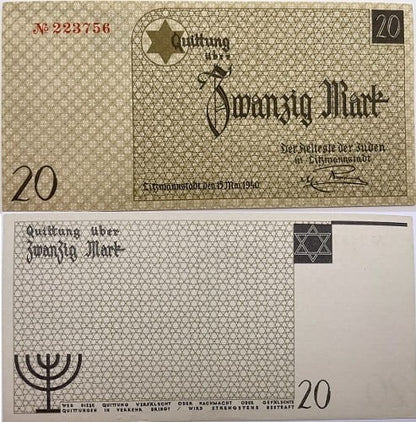 № 223756
20
Quittung
über
Zwanzig Mark
Der Aelteste der Juden
in Litzmannstadt
Litzmannstadt, den 15. Mai 1940
20
Quittung über
Zwanzig Mark
WER DIESE QUITTUNG VERFÄLSCHT ODER NACHMACHT ODER GEFÄLSCHTE
QUITTUNGEN IN VERKEHR BRINGT / WIRD STRENGSTENS BESTRAFT
20